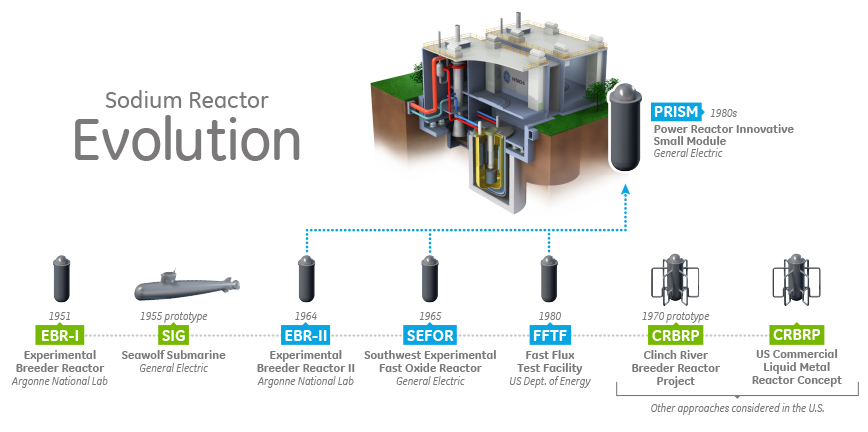 Sodium Reactor
Evolution
PRISM 1980s
Power Reactor Innovative
Small Module
General Electric
1951
EBR-I
Experimental
Breeder Reactor
Argonne National Lab
1955 prototype
SIG
Seawolf Submarine
General Electric
1964
EBR-II
Experimental
Breeder Reactor II
Argonne National Lab
1965
SEFOR
Southwest Experimental
Fast Oxide Reactor
General Electric
1980
FFTF
Fast Flux
Test Facility
US Dept. of Energy
1970 prototype
CRBRP
Clinch River
Breeder Reactor
Project
CRBRP
US Commercial
Liquid Metal
Reactor Concept
Other approaches considered in the U.S.